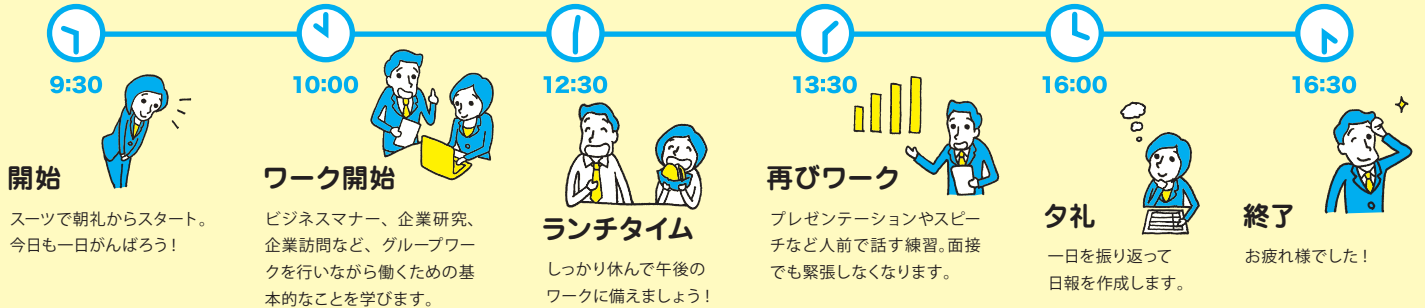 9:30
開始
スーツで朝礼からスタート。
今日も一日がんばろう！
10:00
ワーク開始
ビジネスマナー、企業研究、
企業訪問など、グループワー
クを行いながら働くための基
本的なことを学びます。
12:30
ランチタイム
しっかり休んで午後の
ワークに備えましょう！
13:30
再びワーク
プレゼンテーションやスピー
チなど人前で話す練習。面接
でも緊張しなくなります。
16:00
夕礼
一日を振り返って
日報を作成します。
16:30
終了
お疲れ様でした！